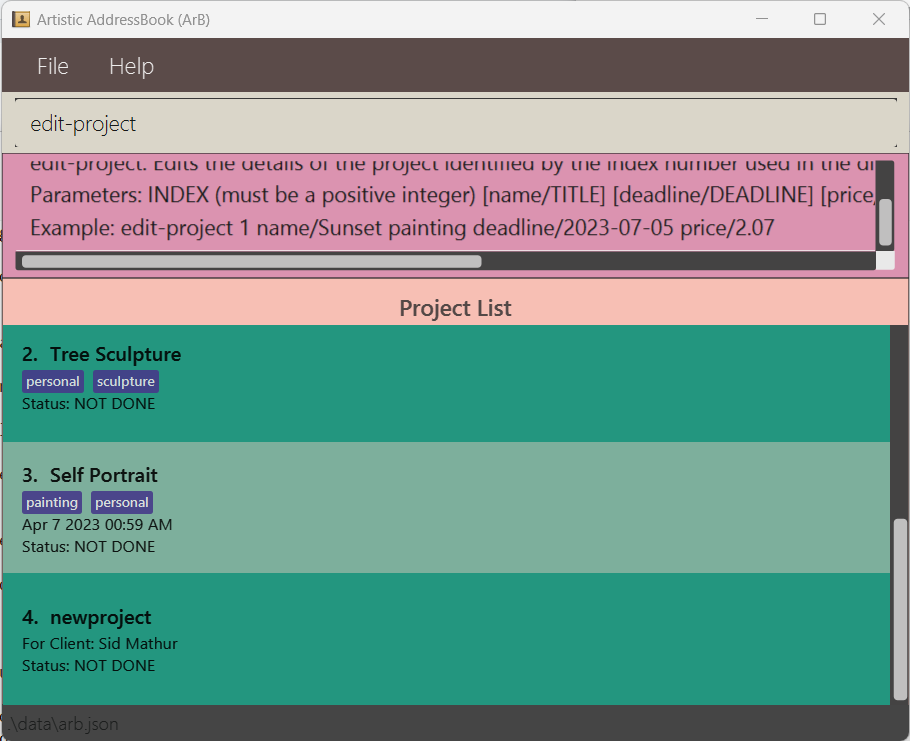 Artistic AddressBook (ArB)
File Help
edit-project
edit-project: Edits the details of the project identified by the index number used in the di
Parameters: INDEX (must be a positive integer) [name/TITLE] [deadline/DEADLINE] [price/
Example: edit-project 1 name/Sunset painting deadline/2023-07-05 price/2.07
Project List
2. Tree Sculpture
personal sculpture
Status: NOT DONE
3. Self Portrait
painting personal
Apr 7 2023 00:59 AM
Status: NOT DONE
4. newproject
For Client: Sid Mathur
Status: NOT DONE
.\data\arb.json